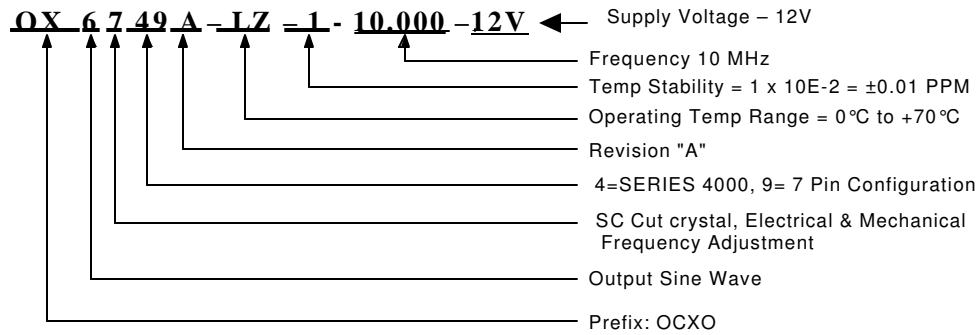 OX 6 7 49 A – LZ – 1 - 10.000 –12V
Supply Voltage – 12V
Frequency 10 MHz
Temp Stability = 1 x 10E-2 = ±0.01 PPM
Operating Temp Range = 0°C to +70°C
Revision "A"
4=SERIES 4000, 9= 7 Pin Configuration
SC Cut crystal, Electrical & Mechanical
Frequency Adjustment
Output Sine Wave
Prefix: OCXO